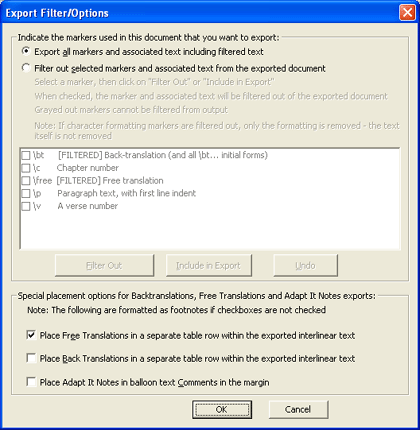 Export Filter/Options
Indicate the markers used in this document that you want to export:
Export all markers and associated text including filtered text
Filter out selected markers and associated text from the exported document
Select a marker, then click on "Filter Out" or "Include in Export"
When checked, the marker and associated text will be filtered out of the exported document
Grayed out markers cannot be filtered from output
Note: If character formatting markers are filtered out, only the formatting is removed - the text
itself is not removed
\bt [FILTERED] Back-translation (and all \bt... initial forms)
\c Chapter number
\free [FILTERED] Free translation
\p Paragraph text, with first line indent
\v A verse number
Filter Out Include in Export Undo
Special placement options for Backtranslations, Free Translations and Adapt It Notes exports:
Note: The following are formatted as footnotes if checkboxes are not checked
Place Free Translations in a separate table row within the exported interlinear text
Place Back Translations in a separate table row within the exported interlinear text
Place Adapt It Notes in balloon text Comments in the margin
OK Cancel